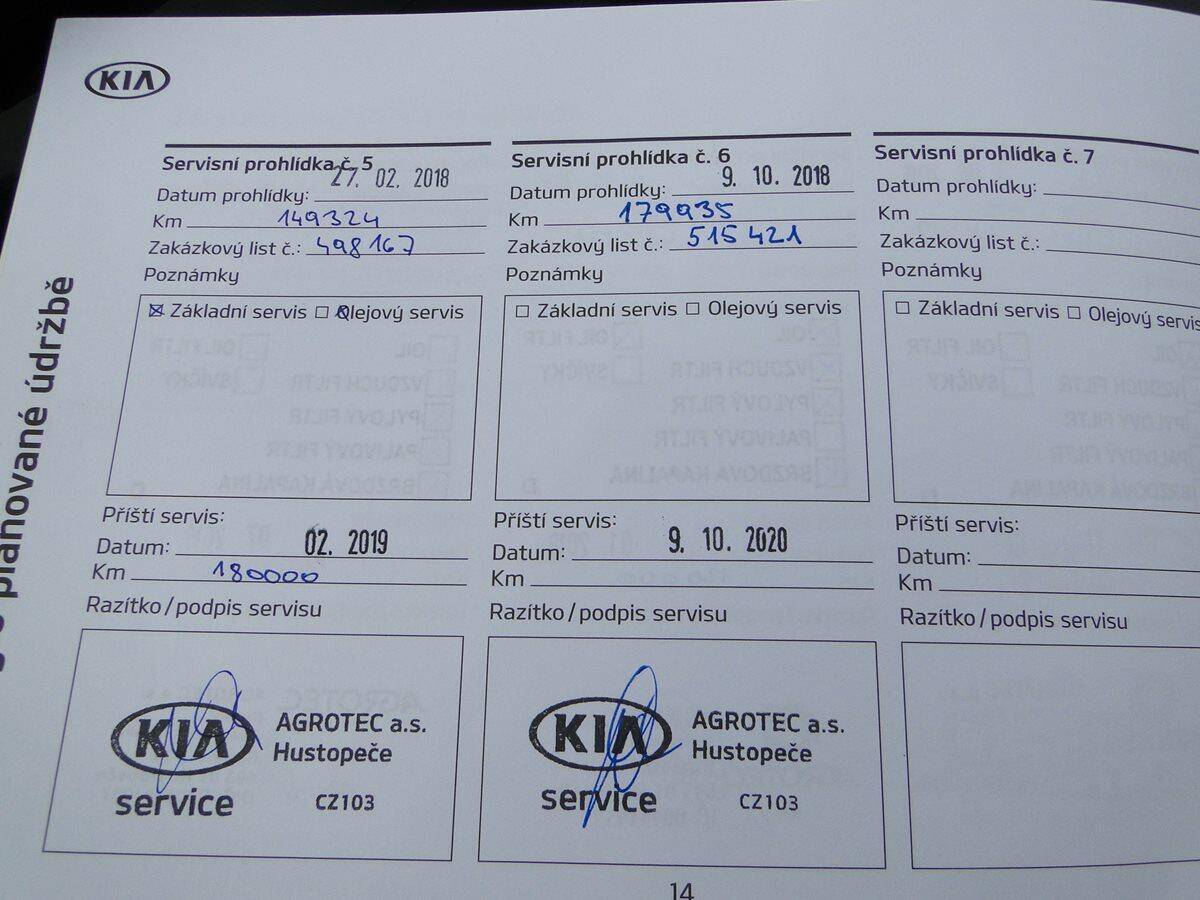 KIA
Záznamy o plánované údržbě
Servisní prohlídka č. 5
27. 02. 2018
Datum prohlídky:
Km 149324
Zakázkový list č.: 498167
Poznámky
Základní servis Olejový servis
Příští servis:
Datum: 02. 2019
Km 180000
Razítko/podpis servisu
KIA AGROTEC a.s.
Hustopeče
service CZ103
Servisní prohlídka č. 6
9. 10. 2018
Datum prohlídky:
Km 179935
Zakázkový list č.: 515421
Poznámky
Základní servis Olejový servis
Příští servis:
Datum: 9. 10. 2020
Km
Razítko/podpis servisu
KIA AGROTEC a.s.
Hustopeče
service CZ103
Servisní prohlídka č. 7
Datum prohlídky:
Km
Zakázkový list č.:
Poznámky
Základní servis Olejový servis
Příští servis:
Datum:
Km
Razítko/podpis servisu
14